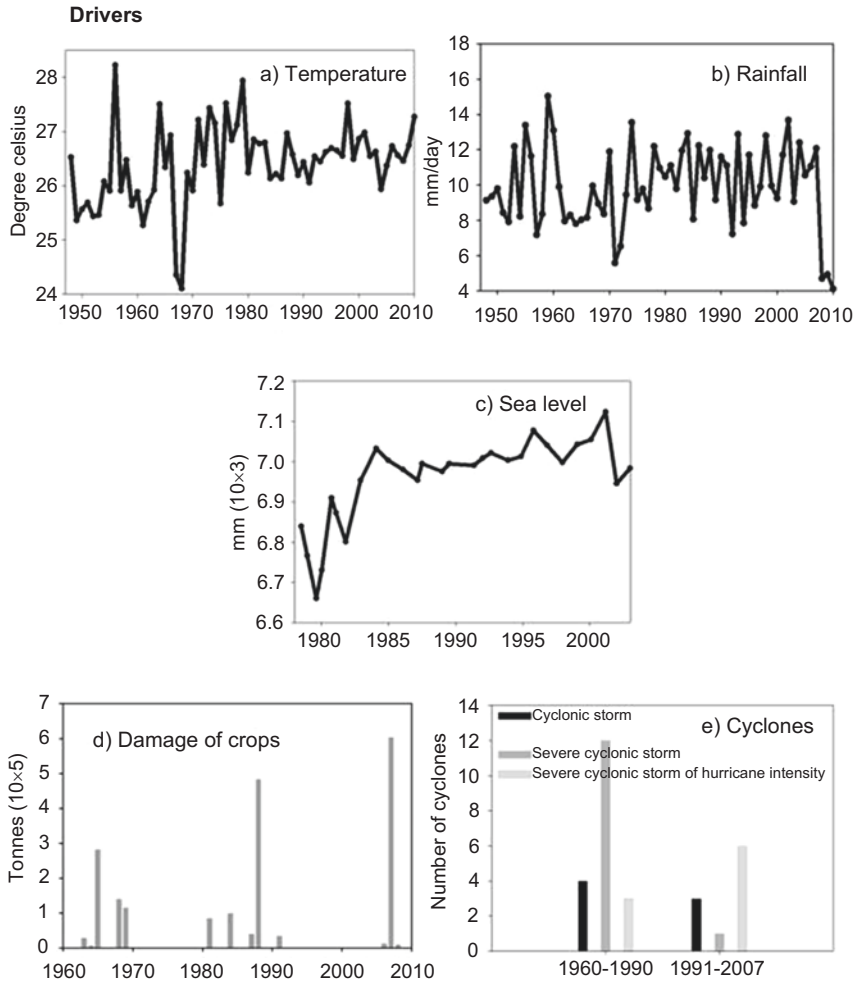 Drivers
a) Temperature
Degree celsius
28
27
26
25
24
1950 1960 1970 1980 1990 2000 2010
b) Rainfall
mm/day
18
16
14
12
10
8
6
4
1950 1960 1970 1980 1990 2000 2010
c) Sea level
mm (10×3)
7.2
7.1
7.0
6.9
6.8
6.7
6.6
1980 1985 1990 1995 2000
d) Damage of crops
Tonnes (10×5)
7
6
5
4
3
2
1
0
1960 1970 1980 1990 2000 2010
e) Cyclones
Number of cyclones
14
12
10
8
6
4
2
0
Cyclonic storm
Severe cyclonic storm
Severe cyclonic storm of hurricane intensity
1960-1990 1991-2007